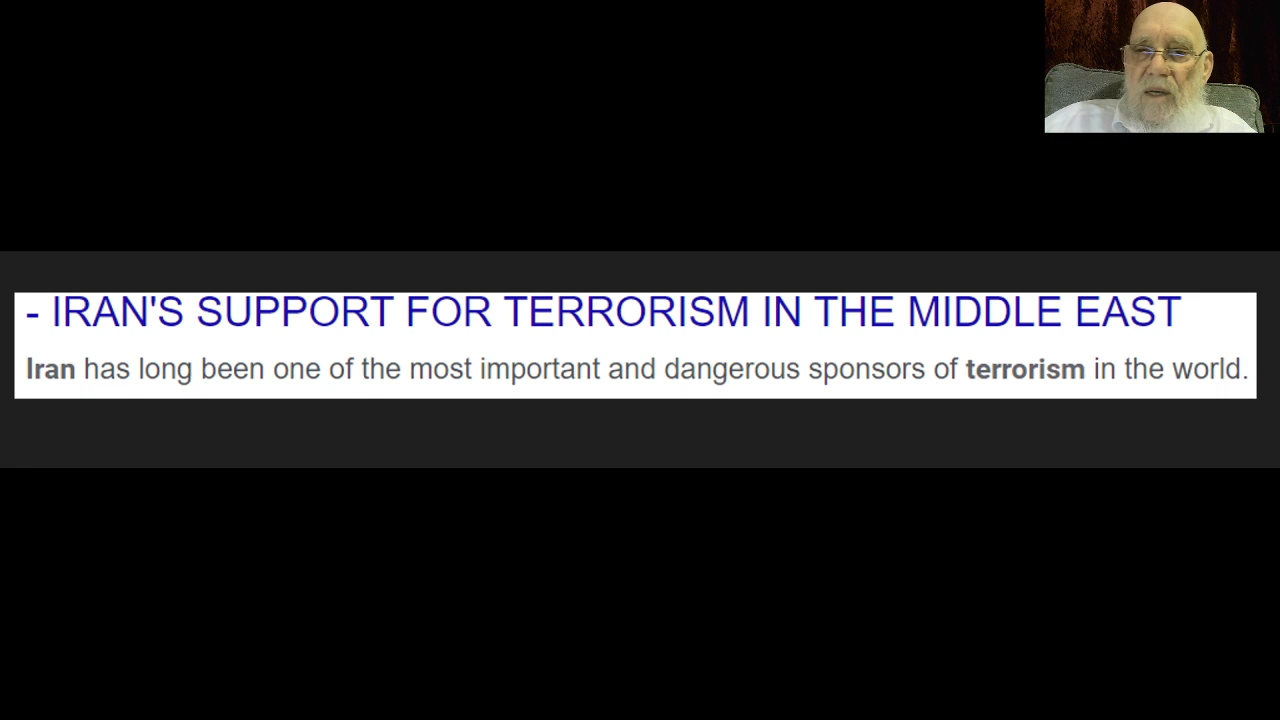 - IRAN'S SUPPORT FOR TERRORISM IN THE MIDDLE EAST
Iran has long been one of the most important and dangerous sponsors of terrorism in the world.